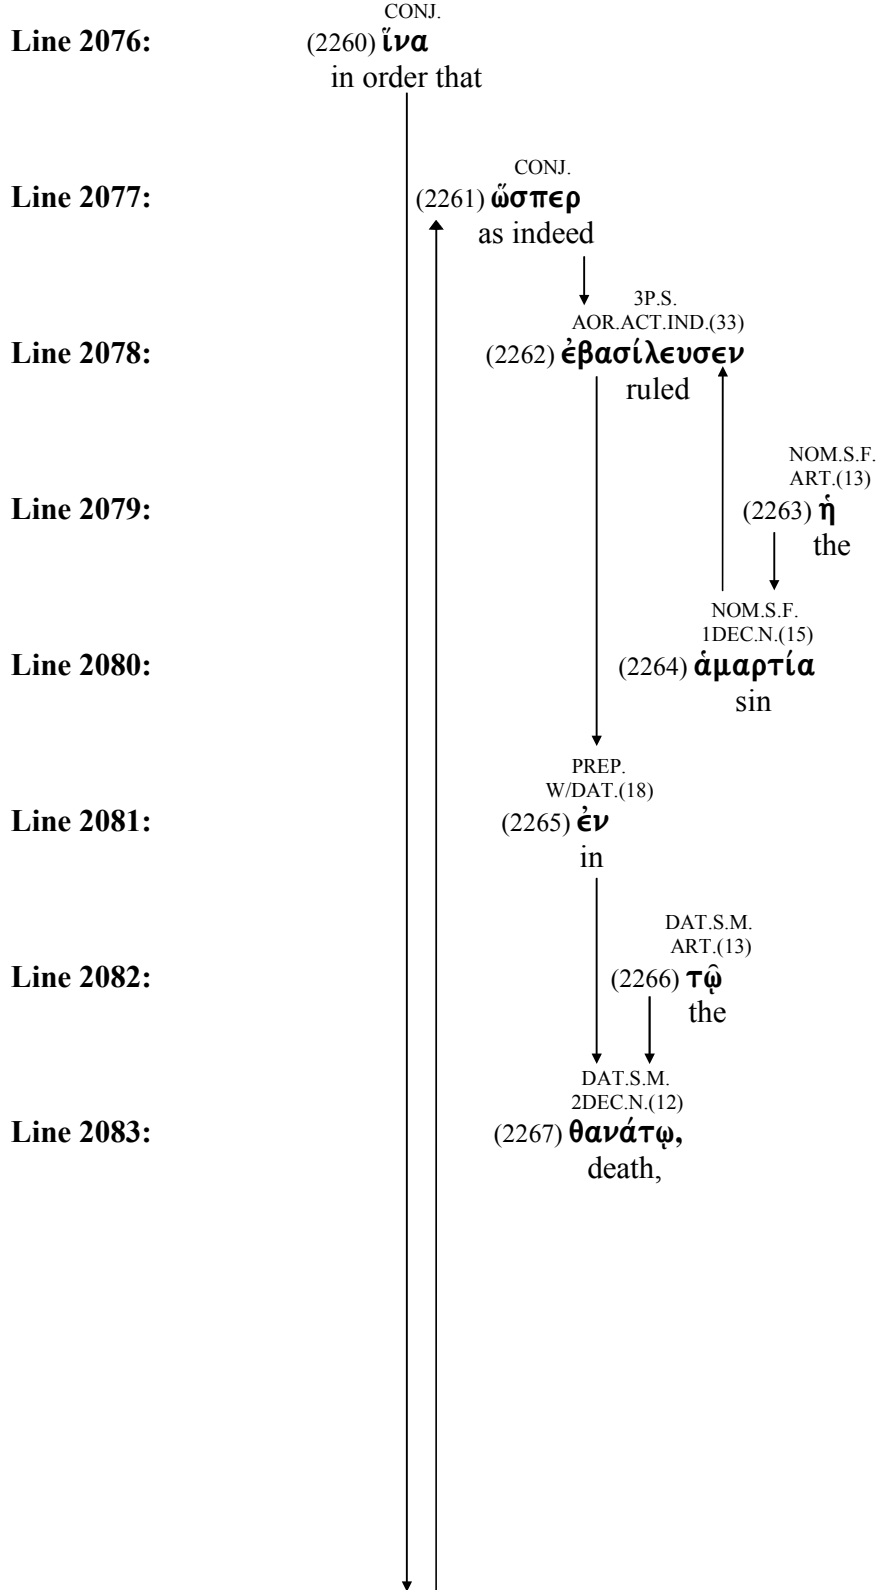 CONJ.
Line 2076: (2260) ἵνα
in order that
CONJ.
Line 2077: (2261) ὥσπερ
as indeed
3P.S.
AOR.ACT.IND.(33)
Line 2078: (2262) ἐβασίλευσεν
ruled
NOM.S.F.
ART.(13)
Line 2079: (2263) ἡ
the
NOM.S.F.
1DEC.N.(15)
Line 2080: (2264) ἁμαρτία
sin
PREP.
W/DAT.(18)
Line 2081: (2265) ἐν
in
DAT.S.M.
ART.(13)
Line 2082: (2266) τῷ
the
DAT.S.M.
2DEC.N.(12)
Line 2083: (2267) θανάτῳ,
death,